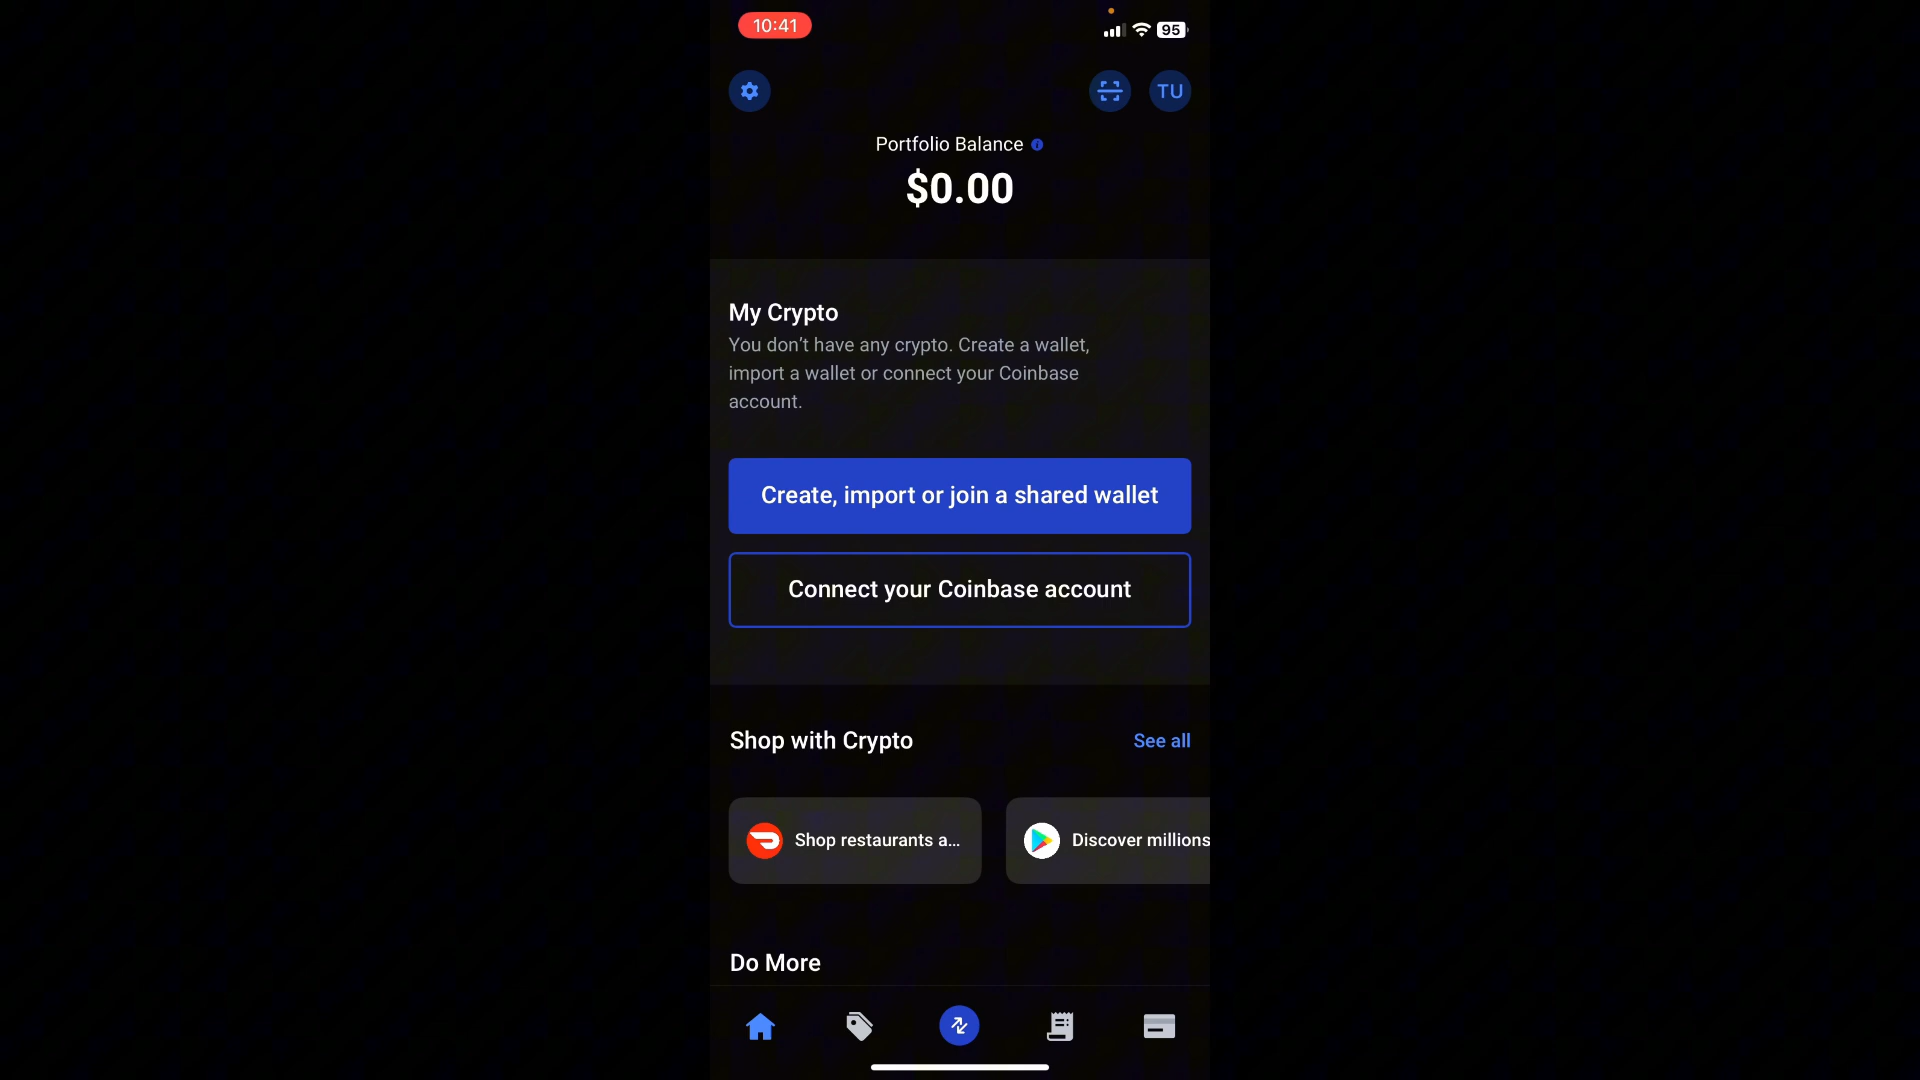 10:41
95
TU
Portfolio Balance
$0.00
My Crypto
You don't have any crypto. Create a wallet,
import a wallet or connect your Coinbase
account.
Create, import or join a shared wallet
Connect your Coinbase account
Shop with Crypto
See all
Shop restaurants a...
Discover millions
Do More